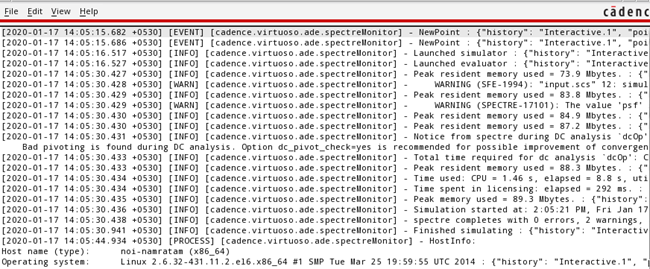 File Edit View Help
cādenc
[2020-01-17 14:05:15.682 +0530] [EVENT] [cadence.virtuoso.ade.spectreMonitor] - NewPoint : {"history": "Interactive.1", "poi
[2020-01-17 14:05:15.686 +0530] [EVENT] [cadence.virtuoso.ade.spectreMonitor] - NewPoint : {"history": "Interactive.1", "poi
[2020-01-17 14:05:16.517 +0530] [INFO] [cadence.virtuoso.ade.spectreMonitor] - Launched simulator : {"history": "Interactive
[2020-01-17 14:05:16.527 +0530] [INFO] [cadence.virtuoso.ade.spectreMonitor] - Launched evaluator : {"history": "Interactive
[2020-01-17 14:05:30.427 +0530] [INFO] [cadence.virtuoso.ade.spectreMonitor] - Peak resident memory used = 73.9 Mbytes. : {"
[2020-01-17 14:05:30.428 +0530] [WARN] [cadence.virtuoso.ade.spectreMonitor] - WARNING (SFE-1994): "input.scs" 12: simul
[2020-01-17 14:05:30.429 +0530] [INFO] [cadence.virtuoso.ade.spectreMonitor] - Peak resident memory used = 83.8 Mbytes. : {"
[2020-01-17 14:05:30.429 +0530] [WARN] [cadence.virtuoso.ade.spectreMonitor] - WARNING (SPECTRE-17101): The value 'psf'
[2020-01-17 14:05:30.430 +0530] [INFO] [cadence.virtuoso.ade.spectreMonitor] - Peak resident memory used = 84.9 Mbytes. : {"
[2020-01-17 14:05:30.430 +0530] [INFO] [cadence.virtuoso.ade.spectreMonitor] - Peak resident memory used = 87.2 Mbytes. : {"
[2020-01-17 14:05:30.431 +0530] [INFO] [cadence.virtuoso.ade.spectreMonitor] - Notice from spectre during DC analysis `dcOp'
Bad pivoting is found during DC analysis. Option dc_pivot_check=yes is recommended for possible improvement of convergen
[2020-01-17 14:05:30.433 +0530] [INFO] [cadence.virtuoso.ade.spectreMonitor] - Total time required for dc analysis `dcOp': C
[2020-01-17 14:05:30.433 +0530] [INFO] [cadence.virtuoso.ade.spectreMonitor] - Peak resident memory used = 88.3 Mbytes. : {"
[2020-01-17 14:05:30.434 +0530] [INFO] [cadence.virtuoso.ade.spectreMonitor] - Time used: CPU = 1.46 s, elapsed = 8.8 s, uti
[2020-01-17 14:05:30.434 +0530] [INFO] [cadence.virtuoso.ade.spectreMonitor] - Time spent in licensing: elapsed = 292 ms. :
[2020-01-17 14:05:30.435 +0530] [INFO] [cadence.virtuoso.ade.spectreMonitor] - Peak memory used = 89.3 Mbytes. : {"history":
[2020-01-17 14:05:30.436 +0530] [INFO] [cadence.virtuoso.ade.spectreMonitor] - Simulation started at: 2:05:21 PM, Fri Jan 17
[2020-01-17 14:05:30.438 +0530] [INFO] [cadence.virtuoso.ade.spectreMonitor] - spectre completes with 0 errors, 2 warnings,
[2020-01-17 14:05:30.941 +0530] [INFO] [cadence.virtuoso.ade.spectreMonitor] - Finished simulating : {"history": "Interactiv
[2020-01-17 14:05:44.934 +0530] [PROCESS] [cadence.virtuoso.ade.spectreMonitor] - HostInfo:
Host name (type): noi-namratam (x86_64)
Operating system: Linux 2.6.32-431.11.2.el6.x86_64 #1 SMP Tue Mar 25 19:59:55 UTC 2014 : {"history": "Interactive.1", "p